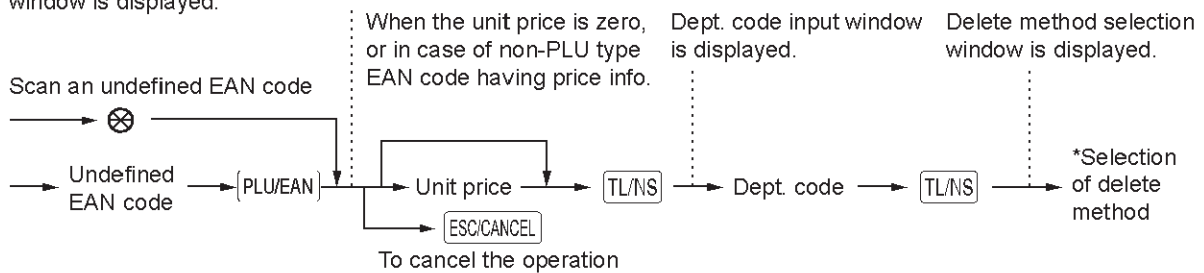 window is displayed.
When the unit price is zero,
or in case of non-PLU type
EAN code having price info.
Dept. code input window
is displayed.
Delete method selection
window is displayed.
Scan an undefined EAN code
Undefined
EAN code
PLU/EAN
Unit price
TL/NS
Dept. code
TL/NS
*Selection
of delete
method
ESC/CANCEL
To cancel the operation